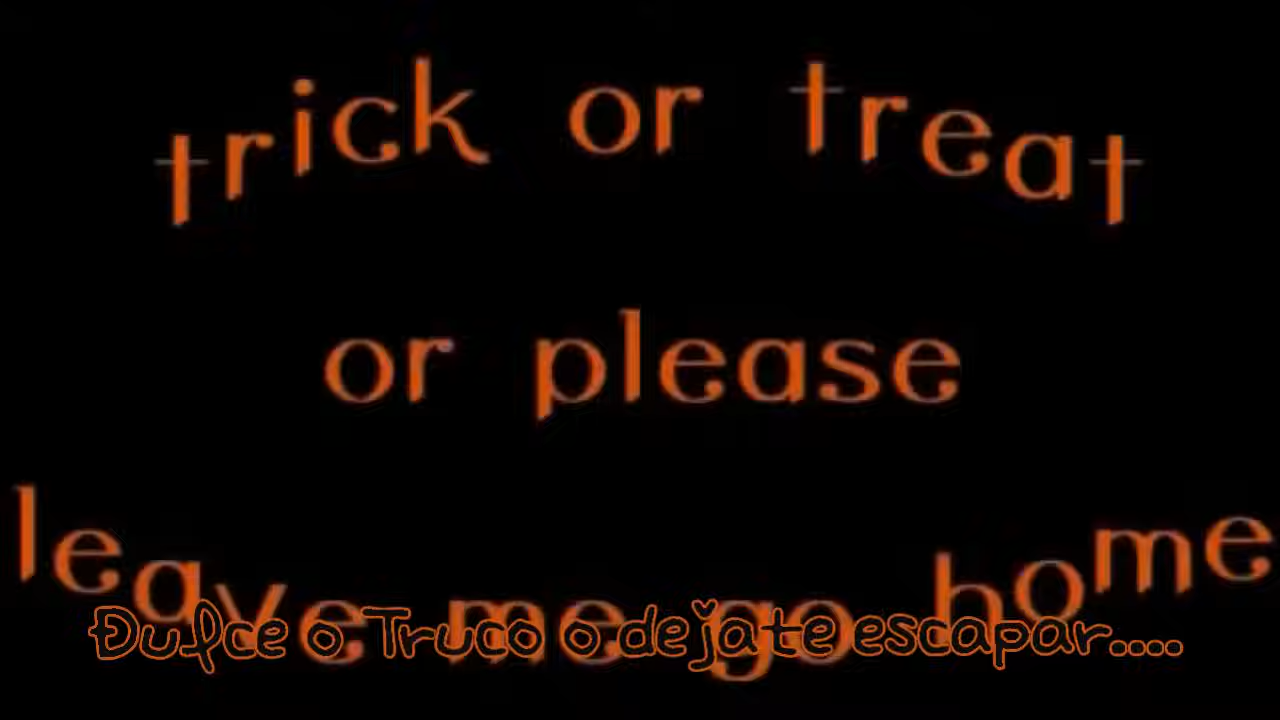 trick or treat
or please
leave me go home
Dulce o Truco o dejate escapar....